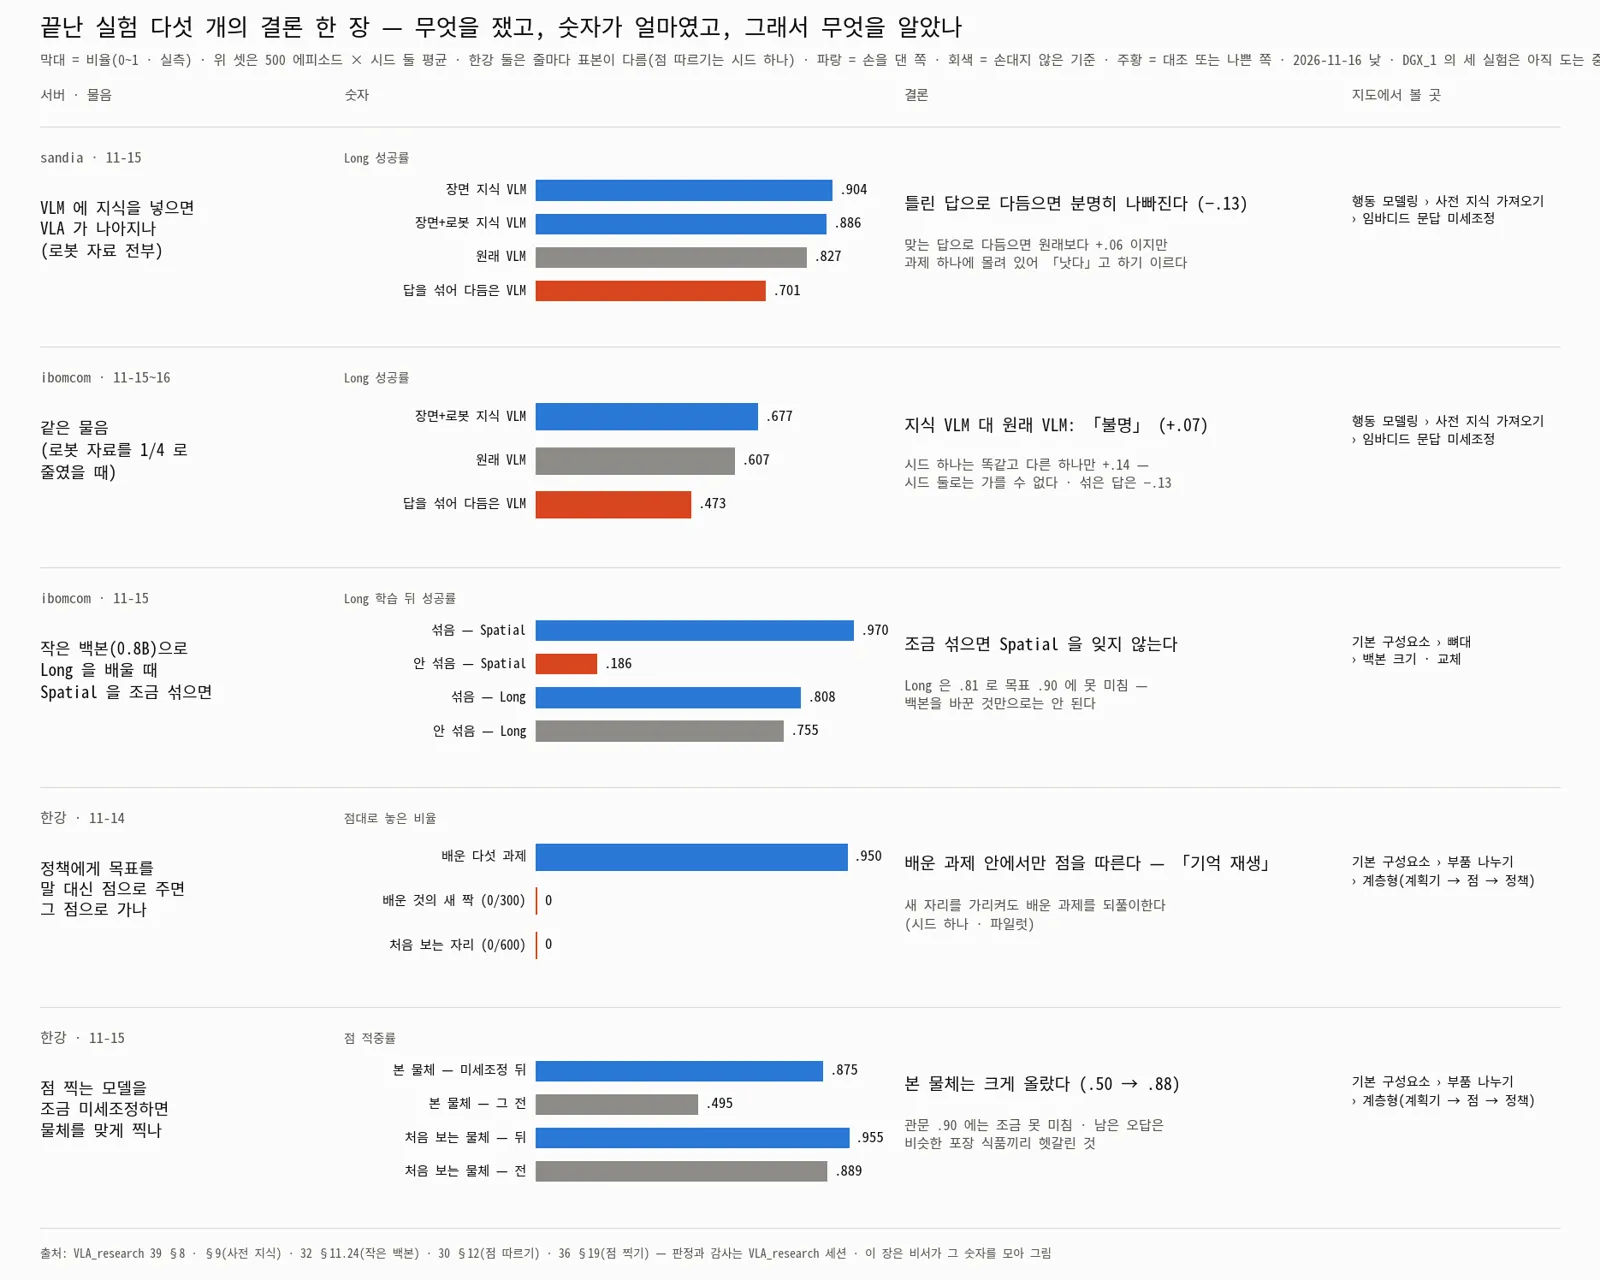 끝난 실험 다섯 개의 결론 한 장 — 무엇을 쟀고, 숫자가 얼마였고, 그래서 무엇을 알았나
막대 = 비율(0~1 · 실측) · 위 셋은 500 에피소드 × 시드 둘 평균 · 한강 둘은 줄마다 표본이 다름(점 따르기는 시드 하나) · 파랑 = 손을 댄 쪽 · 회색 = 손대지 않은 기준 · 주황 = 대조 또는 나쁜 쪽 · 2026-11-16 낮 · DGX_1 의 세 실험은 아직 도는 중
서버 · 물음
숫자
결론
지도에서 볼 곳
sandia · 11-15
VLM 에 지식을 넣으면
VLA 가 나아지나
(로봇 자료 전부)
Long 성공률
장면 지식 VLM .904
장면+로봇 지식 VLM .886
원래 VLM .827
답을 섞어 다듬은 VLM .701
틀린 답으로 다듬으면 분명히 나빠진다 (−.13)
맞는 답으로 다듬으면 원래보다 +.06 이지만
과제 하나에 몰려 있어 「낫다」고 하기 이르다
행동 모델링 › 사전 지식 가져오기
› 임바디드 문답 미세조정
ibomcom · 11-15~16
같은 물음
(로봇 자료를 1/4 로
줄였을 때)
Long 성공률
장면+로봇 지식 VLM .677
원래 VLM .607
답을 섞어 다듬은 VLM .473
지식 VLM 대 원래 VLM: 「불명」 (+.07)
시드 하나는 똑같고 다른 하나만 +.14 —
시드 둘로는 가를 수 없다 · 섞은 답은 −.13
행동 모델링 › 사전 지식 가져오기
› 임바디드 문답 미세조정
ibomcom · 11-15
작은 백본(0.8B)으로
Long 을 배울 때
Spatial 을 조금 섞으면
Long 학습 뒤 성공률
섞음 — Spatial .970
안 섞음 — Spatial .186
섞음 — Long .808
안 섞음 — Long .755
조금 섞으면 Spatial 을 잊지 않는다
Long 은 .81 로 목표 .90 에 못 미침 —
백본을 바꾼 것만으로는 안 된다
기본 구성요소 › 뼈대
› 백본 크기 · 교체
한강 · 11-14
정책에게 목표를
말 대신 점으로 주면
그 점으로 가나
점대로 놓은 비율
배운 다섯 과제 .950
배운 것의 새 짝 (0/300) 0
처음 보는 자리 (0/600) 0
배운 과제 안에서만 점을 따른다 — 「기억 재생」
새 자리를 가리켜도 배운 과제를 되풀이한다
(시드 하나 · 파일럿)
기본 구성요소 › 부품 나누기
› 계층형(계획기 → 점 → 정책)
한강 · 11-15
점 찍는 모델을
조금 미세조정하면
물체를 맞게 찍나
점 적중률
본 물체 — 미세조정 뒤 .875
본 물체 — 그 전 .495
처음 보는 물체 — 뒤 .955
처음 보는 물체 — 전 .889
본 물체는 크게 올랐다 (.50 → .88)
관문 .90 에는 조금 못 미침 · 남은 오답은
비슷한 포장 식품끼리 헷갈린 것
기본 구성요소 › 부품 나누기
› 계층형(계획기 → 점 → 정책)
출처: VLA_research 39 §8 · §9(사전 지식) · 32 §11.24(작은 백본) · 30 §12(점 따르기) · 36 §19(점 찍기) — 판정과 감사는 VLA_research 세션 · 이 장은 비서가 그 숫자를 모아 그림